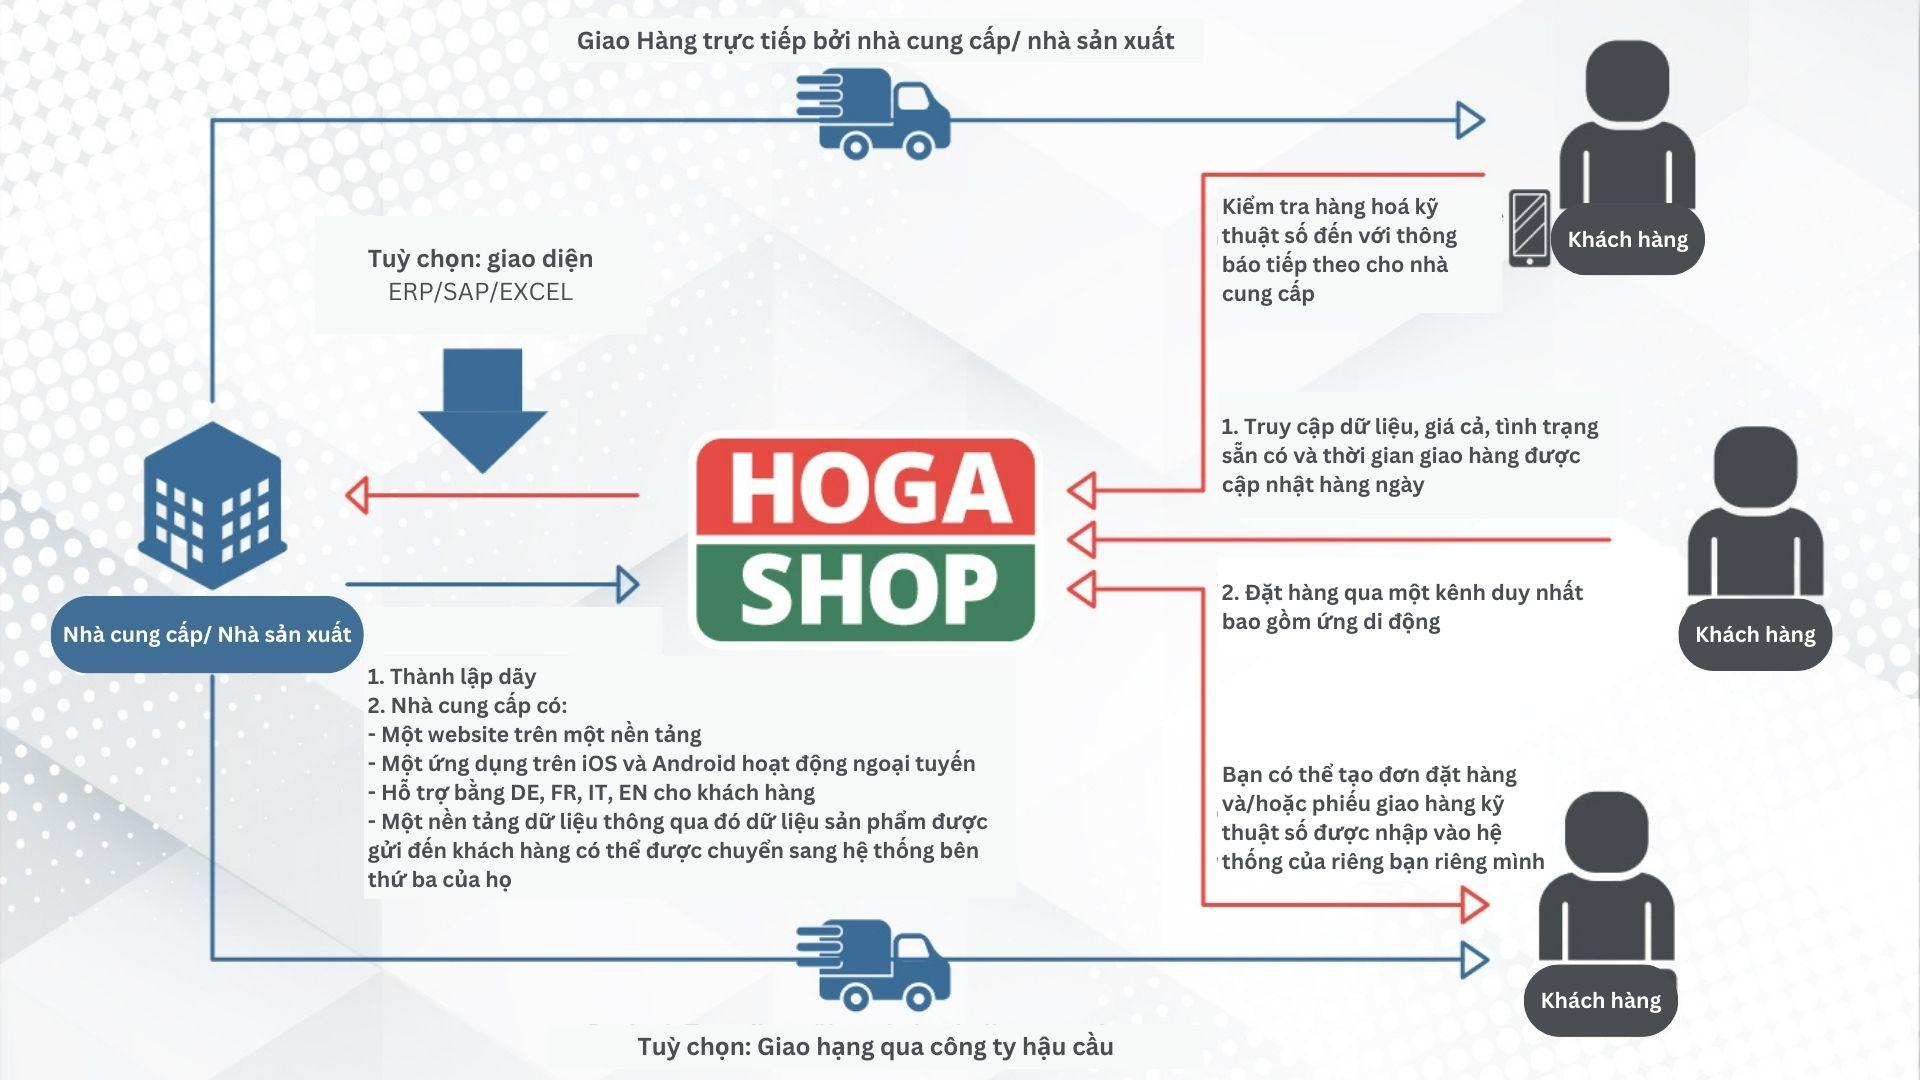 Giao Hàng trực tiếp bởi nhà cung cấp/ nhà sản xuất
Tuỳ chọn: giao diện
ERP/SAP/EXCEL
Kiểm tra hàng hoá kỹ
thuật số đến với thông
báo tiếp theo cho nhà
cung cấp
Khách hàng
1. Truy cập dữ liệu, giá cả, tình trạng
sẵn có và thời gian giao hàng được
cập nhật hàng ngày
HOGA
SHOP
2. Đặt hàng qua một kênh duy nhất
bao gồm ứng di động
Khách hàng
Nhà cung cấp/ Nhà sản xuất
1. Thành lập dãy
2. Nhà cung cấp có:
- Một website trên một nền tảng
- Một ứng dụng trên iOS và Android hoạt động ngoại tuyến
- Hỗ trợ bằng DE, FR, IT, EN cho khách hàng
- Một nền tảng dữ liệu thông qua đó dữ liệu sản phẩm được
gửi đến khách hàng có thể được chuyển sang hệ thống bên
thứ ba của họ
Bạn có thể tạo đơn đặt hàng
và/hoặc phiếu giao hàng kỹ
thuật số được nhập vào hệ
thống của riêng bạn riêng mình
Khách hàng
Tuỳ chọn: Giao hạng qua công ty hậu cầu